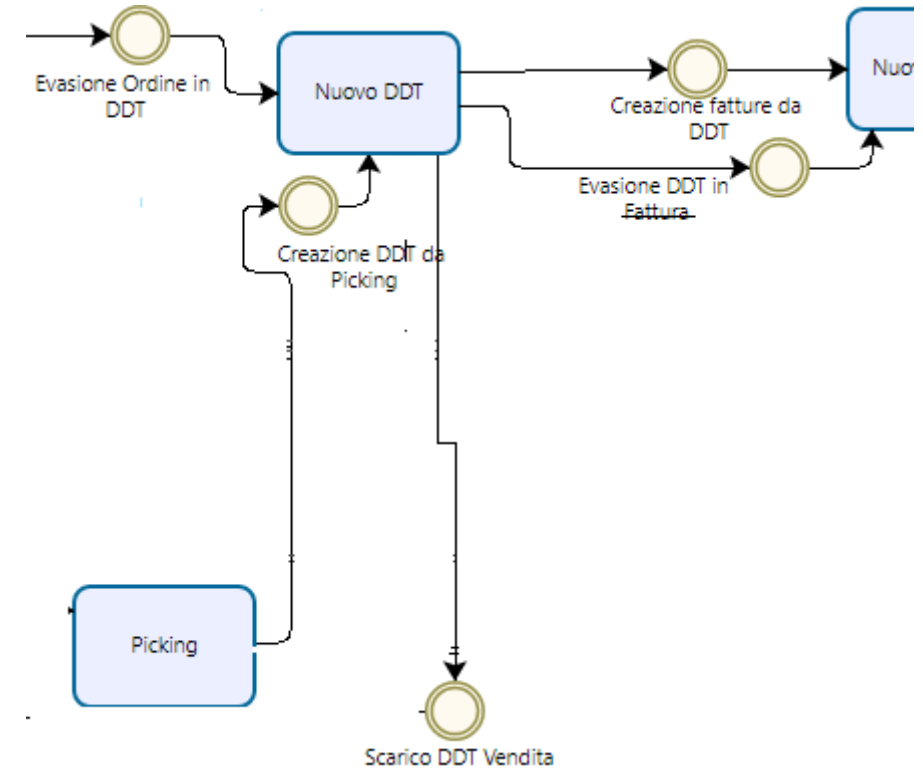 Evasione Ordine in
DDT
Nuovo DDT
Creazione fatture da
DDT
Nuov
Evasione DDT in
Fattura
Creazione DDT da
Picking
Picking
Scarico DDT Vendita